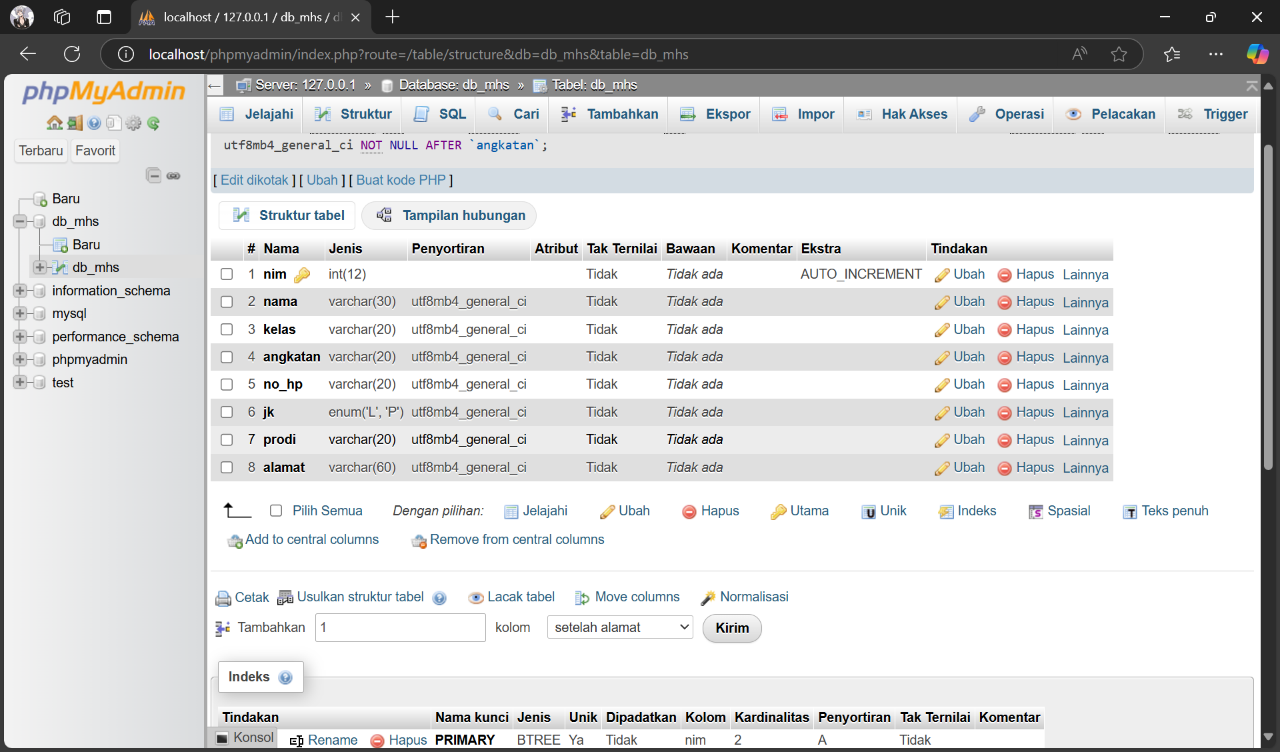 localhost / 127.0.0.1 / db_mhs / d
localhost/phpmyadmin/index.php?route=/table/structure&db=db_mhs&table=db_mhs
phpMyAdmin
Terbaru Favorit
Baru
db_mhs
Baru
db_mhs
information_schema
mysql
performance_schema
phpmyadmin
test
Server: 127.0.0.1 » Database: db_mhs » Tabel: db_mhs
Jelajahi Struktur SQL Cari Tambahkan Ekspor Impor Hak Akses Operasi Pelacakan Trigger
utf8mb4_general_ci NOT NULL AFTER `angkatan`;
[ Edit dikotak ] [ Ubah ] [ Buat kode PHP ]
Struktur tabel Tampilan hubungan
# Nama Jenis Penyortiran Atribut Tak Ternilai Bawaan Komentar Ekstra Tindakan
1 nim int(12) Tidak Tidak ada AUTO_INCREMENT Ubah Hapus Lainnya
2 nama varchar(30) utf8mb4_general_ci Tidak Tidak ada Ubah Hapus Lainnya
3 kelas varchar(20) utf8mb4_general_ci Tidak Tidak ada Ubah Hapus Lainnya
4 angkatan varchar(20) utf8mb4_general_ci Tidak Tidak ada Ubah Hapus Lainnya
5 no_hp varchar(20) utf8mb4_general_ci Tidak Tidak ada Ubah Hapus Lainnya
6 jk enum('L', 'P') utf8mb4_general_ci Tidak Tidak ada Ubah Hapus Lainnya
7 prodi varchar(20) utf8mb4_general_ci Tidak Tidak ada Ubah Hapus Lainnya
8 alamat varchar(60) utf8mb4_general_ci Tidak Tidak ada Ubah Hapus Lainnya
Pilih Semua Dengan pilihan: Jelajahi Ubah Hapus Utama Unik Indeks Spasial Teks penuh
Add to central columns Remove from central columns
Cetak Usulkan struktur tabel Lacak tabel Move columns Normalisasi
Tambahkan 1 kolom setelah alamat Kirim
Indeks
Tindakan Nama kunci Jenis Unik Dipadatkan Kolom Kardinalitas Penyortiran Tak Ternilai Komentar
Konsol Rename Hapus PRIMARY BTREE Ya Tidak nim 2 A Tidak